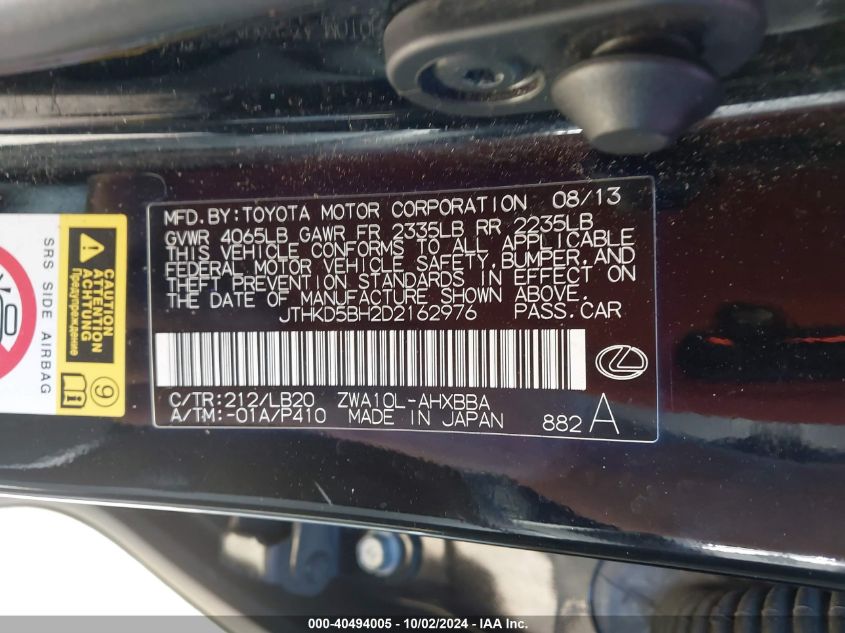 MFD.BY:TOYOTA MOTOR CORPORATION 08/13
GVWR 4065LB GAWR FR 2335LB RR 2235LB
THIS VEHICLE CONFORMS TO ALL APPLICABLE
FEDERAL MOTOR VEHICLE SAFETY,BUMPER,AND
THEFT PREVENTION STANDARDS IN EFFECT ON
THE DATE OF MANUFACTURE SHOWN ABOVE.
JTHKD5BH2D2162976 PASS.CAR
C/TR:212/LB20 ZWA10L-AHXBBA
A/TM:-01A/P410 MADE IN JAPAN 882 A
SRS SIDE AIRBAG
CAUTION
ATTENTION
ACHTUNG
Предупреждение
9
000-40494005 - 10/02/2024 - IAA Inc.